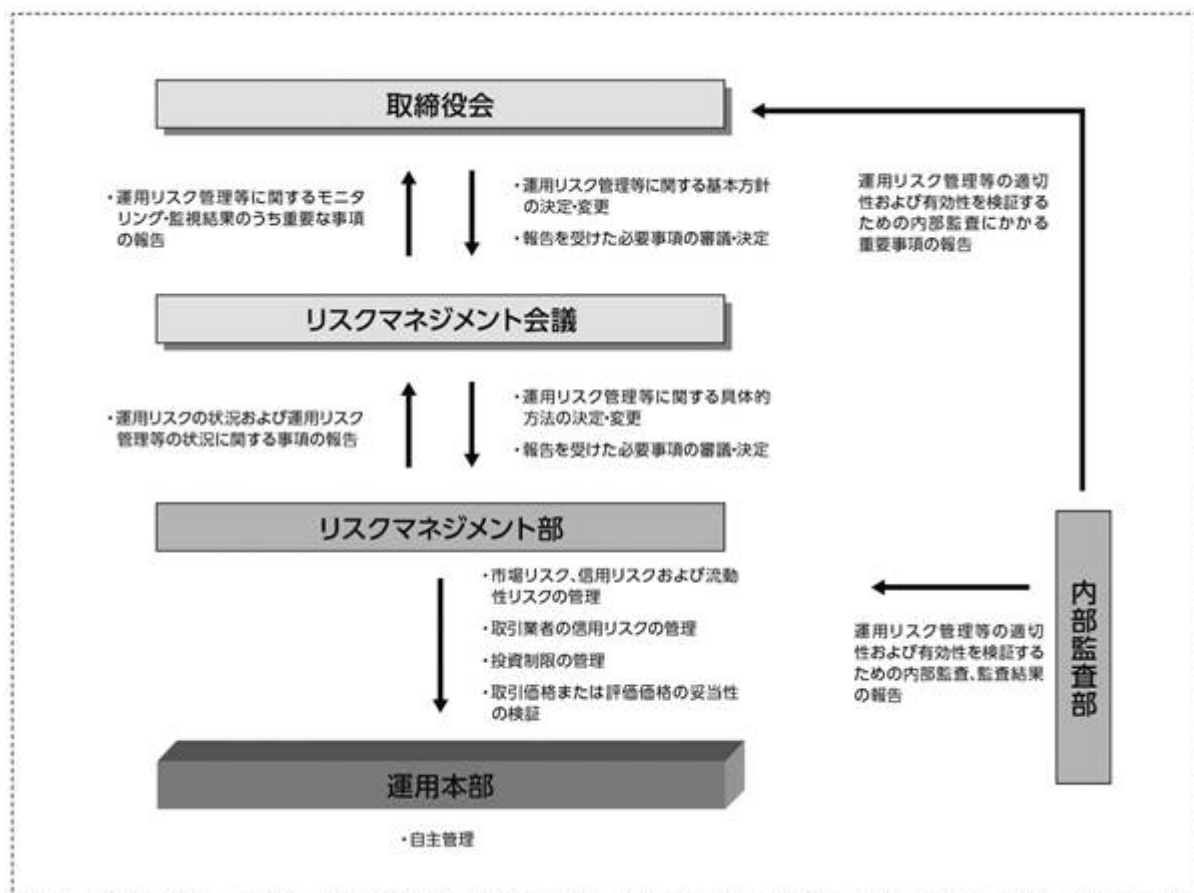 取締役会
・運用リスク管理等に関するモニタ
リング・監視結果のうち重要な事項
の報告
・運用リスク管理等に関する基本方針
の決定・変更
・報告を受けた必要事項の審議・決定
運用リスク管理等の適切
性および有効性を検証する
ための内部監査にかかる
重要事項の報告
リスクマネジメント会議
・運用リスクの状況および運用リスク
管理等の状況に関する事項の報告
・運用リスク管理等に関する具体的
方法の決定・変更
・報告を受けた必要事項の審議・決定
リスクマネジメント部
・市場リスク、信用リスクおよび流動
性リスクの管理
・取引業者の信用リスクの管理
・投資制限の管理
・取引価格または評価価格の妥当性
の検証
運用リスク管理等の適切
性および有効性を検証する
ための内部監査、監査結果
の報告
内部監査部
運用本部
・自主管理